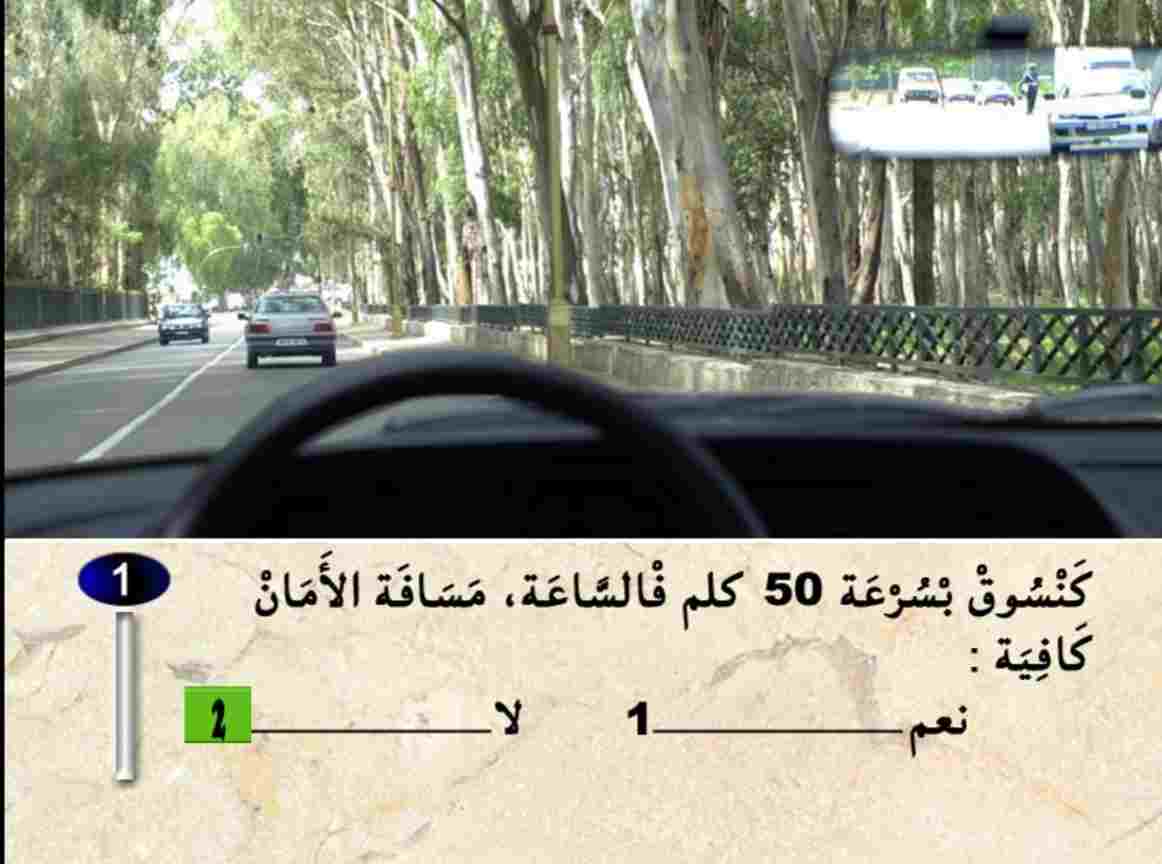 1
كَنْسُوقْ بْسُرْعَة 50 كلم فْالسَّاعَة، مَسَافَة الأَمَانْ
كَافِيَة :
نعم 1 لا 2